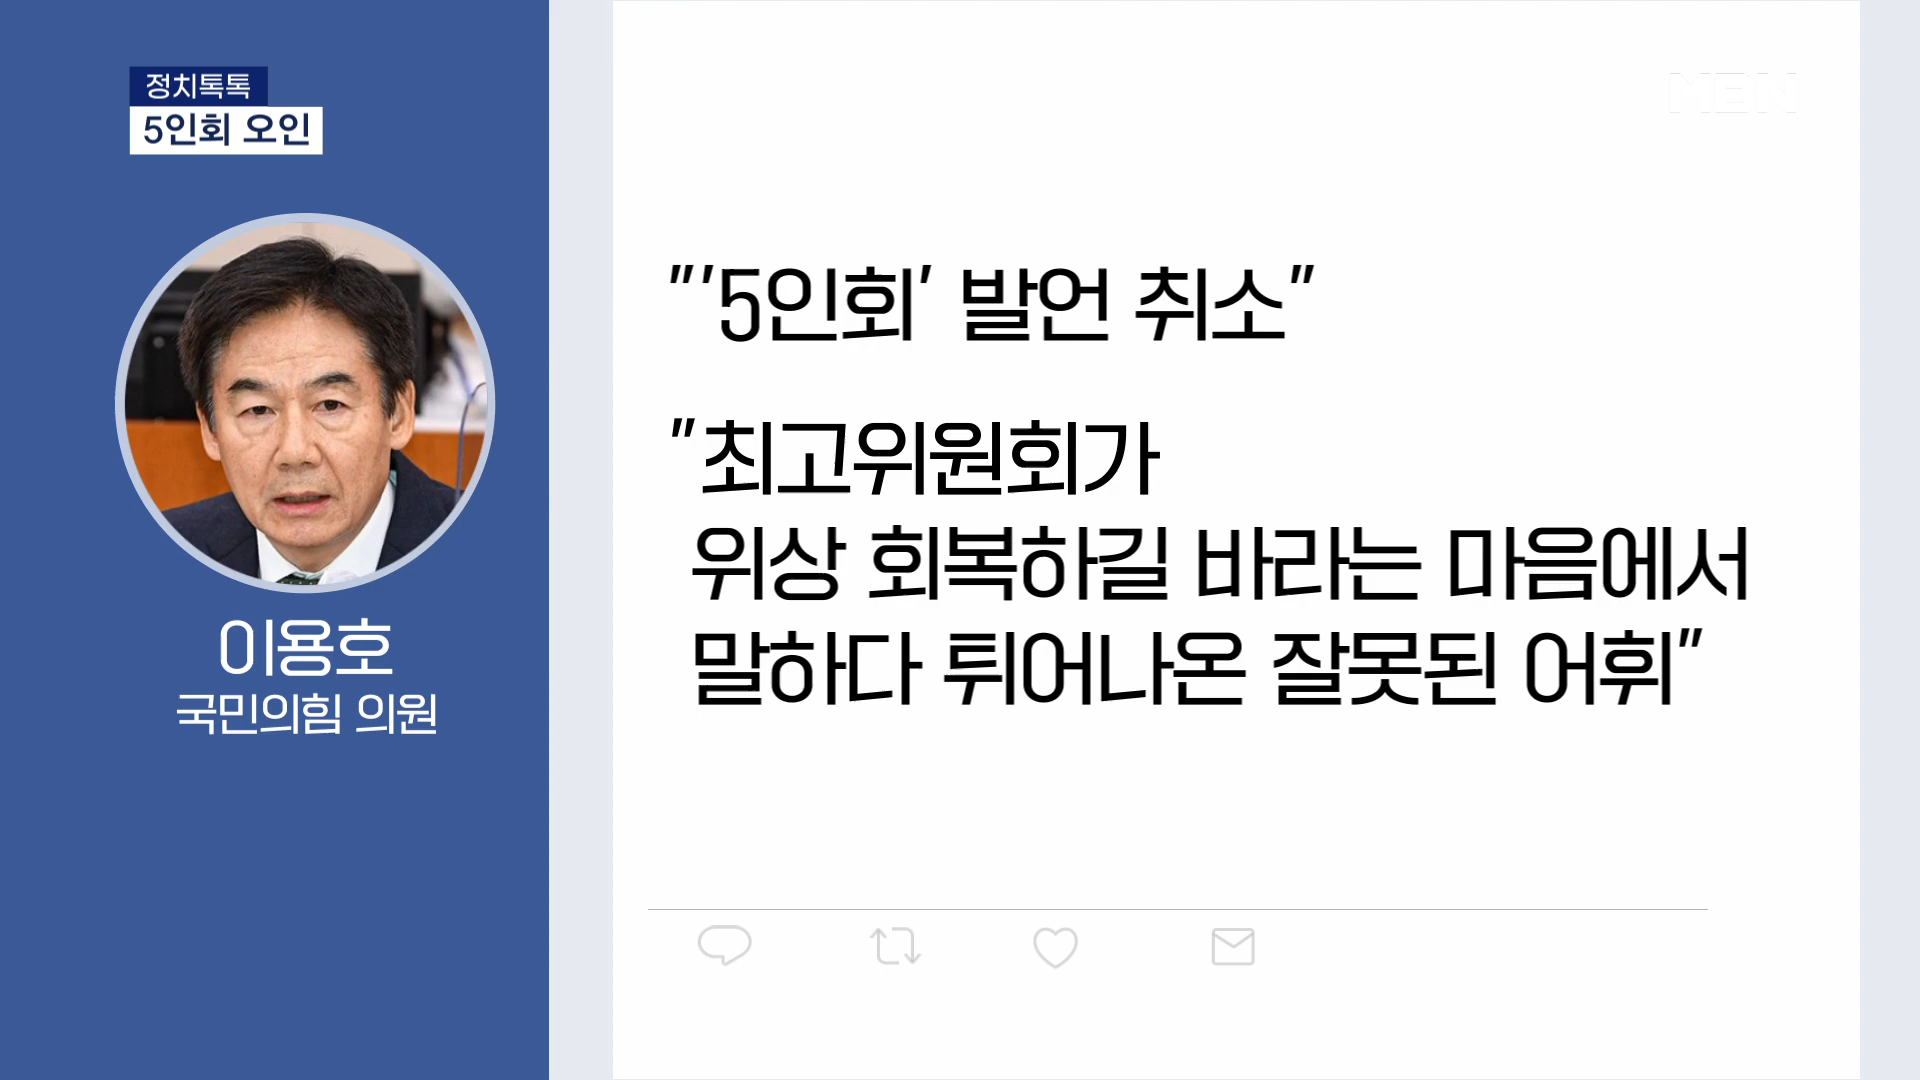 정치톡톡
5인회 오인
MBN
"'5인회' 발언 취소"
"최고위원회가
위상 회복하길 바라는 마음에서
말하다 튀어나온 잘못된 어휘"
이용호
국민의힘 의원